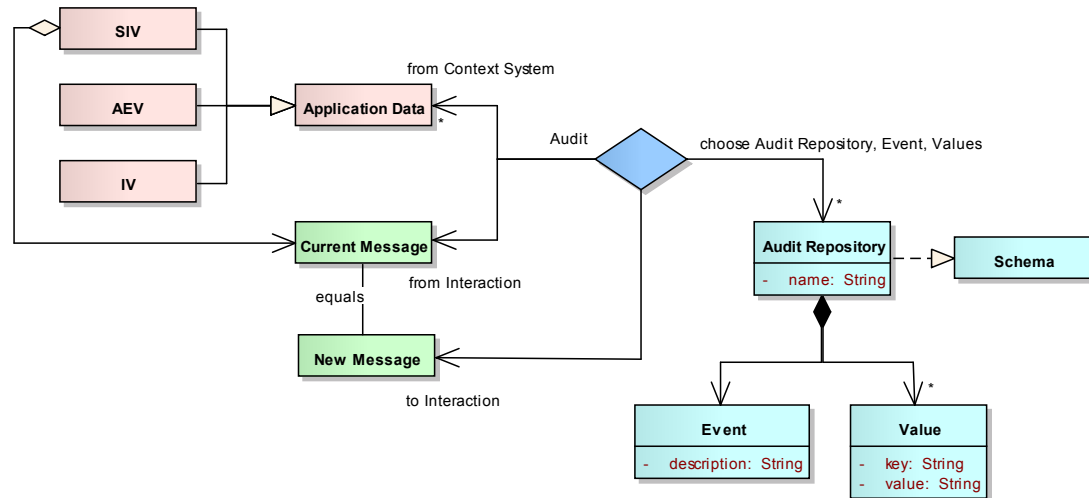 SIV
AEV
IV
from Context System
Application Data
*
Audit
choose Audit Repository, Event, Values
*
Current Message
from Interaction
equals
New Message
to Interaction
Audit Repository
- name: String
Schema
Event
- description: String
*
Value
- key: String
- value: String